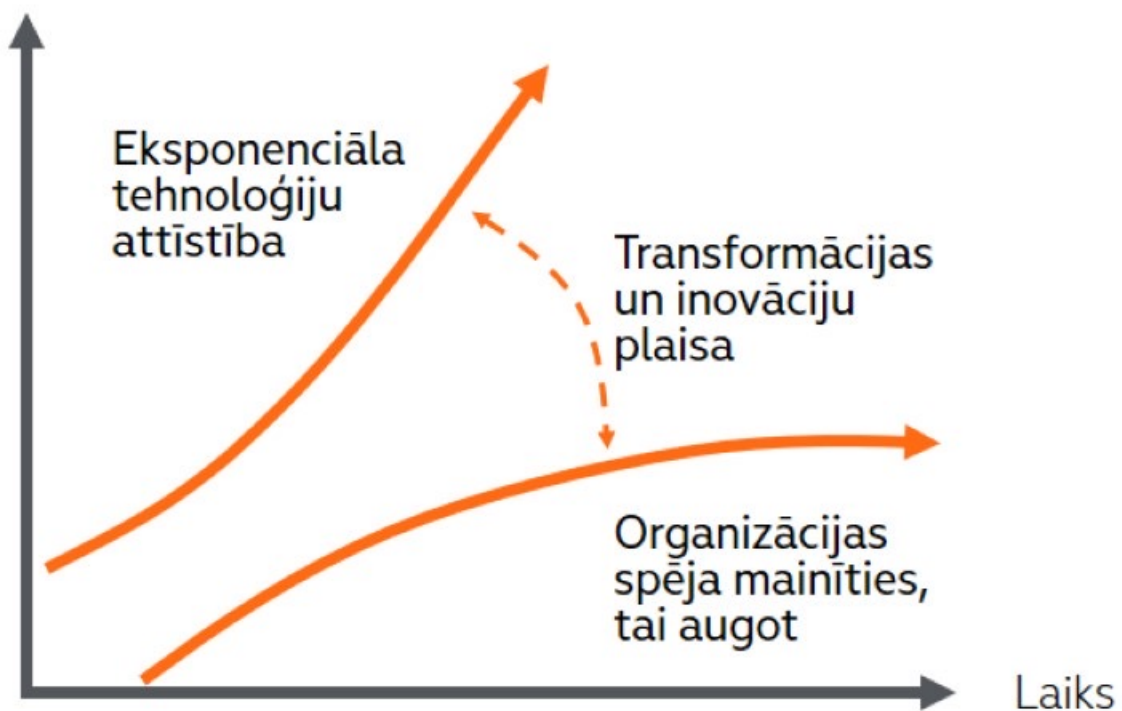 Eksponenciāla
tehnoloģiju
attīstība
Transformācijas
un inovāciju
plaisa
Organizācijas
spēja mainīties,
tai augot
Laiks